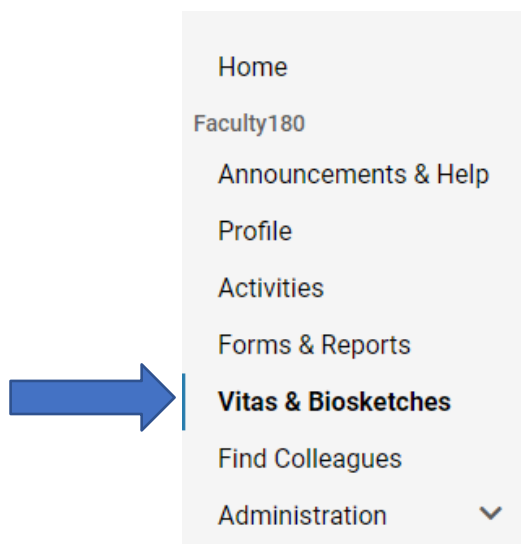 Home
Faculty180
Announcements & Help
Profile
Activities
Forms & Reports
Vitas & Biosketches
Find Colleagues
Administration